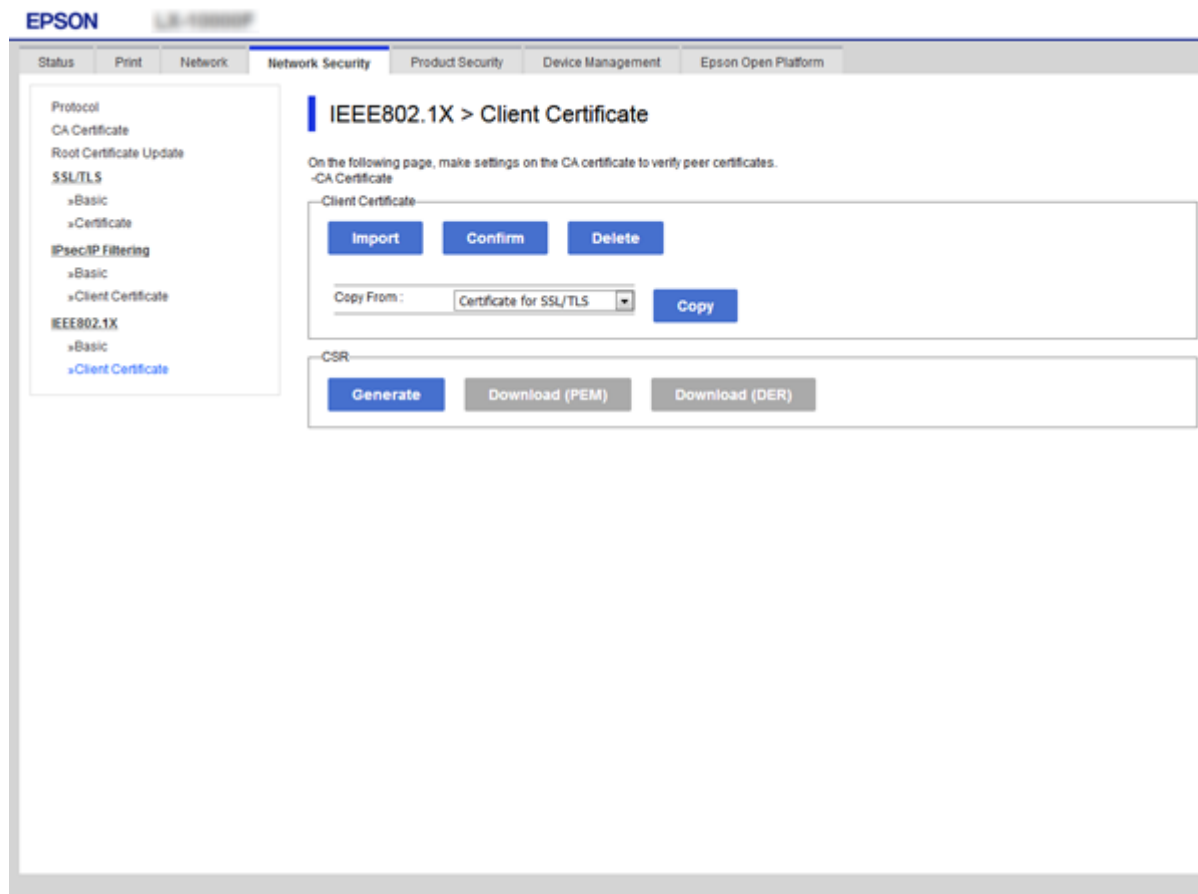 EPSON
Status Print Network Network Security Product Security Device Management Epson Open Platform
Protocol
CA Certificate
Root Certificate Update
SSL/TLS
»Basic
»Certificate
IPsec/IP Filtering
»Basic
»Client Certificate
IEEE802.1X
»Basic
»Client Certificate
IEEE802.1X > Client Certificate
On the following page, make settings on the CA certificate to verify peer certificates.
-CA Certificate
Client Certificate
Import Confirm Delete
Copy From : Certificate for SSL/TLS Copy
CSR
Generate Download (PEM) Download (DER)